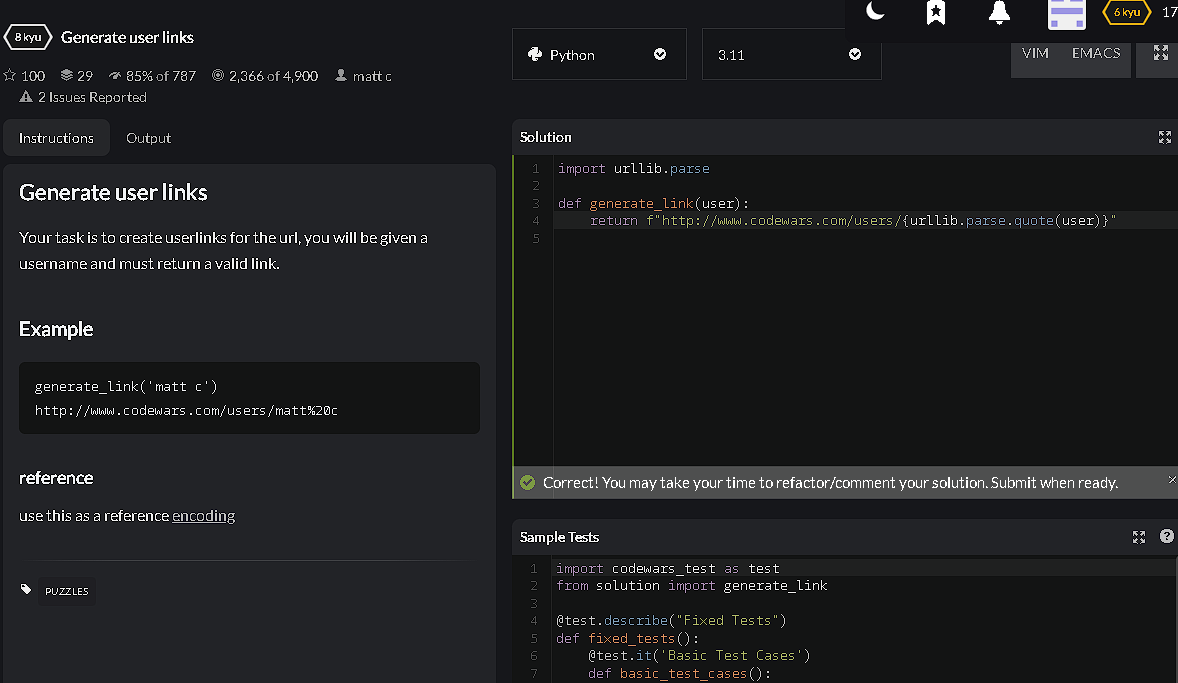 6 kyu
17
8 kyu
Generate user links
100 29 85% of 787 2,366 of 4,900 matt c
2 Issues Reported
Python
3.11
VIM
EMACS
Instructions
Output
Generate user links
Your task is to create userlinks for the url, you will be given a
username and must return a valid link.
Example
generate_link('matt c')
http://www.codewars.com/users/matt%20c
reference
use this as a reference encoding
PUZZLES
Solution
1 import urllib.parse
2
3 def generate_link(user):
4 return f"http://www.codewars.com/users/{urllib.parse.quote(user)}"
5
Correct! You may take your time to refactor/comment your solution. Submit when ready.
Sample Tests
1 import codewars_test as test
2 from solution import generate_link
3
4 @test.describe("Fixed Tests")
5 def fixed_tests():
6 @test.it('Basic Test Cases')
7 def basic_test_cases():